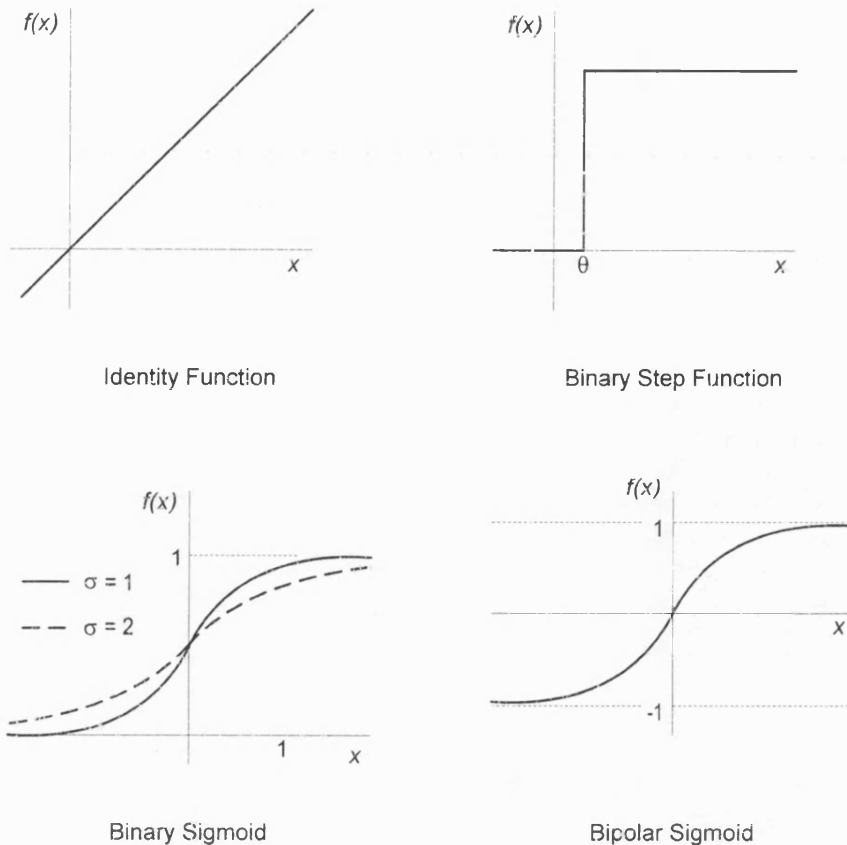 f(x)
x
Identity Function
f(x)
θ
x
Binary Step Function
f(x)
1
σ = 1
σ = 2
1
x
Binary Sigmoid
f(x)
1
x
-1
Bipolar Sigmoid